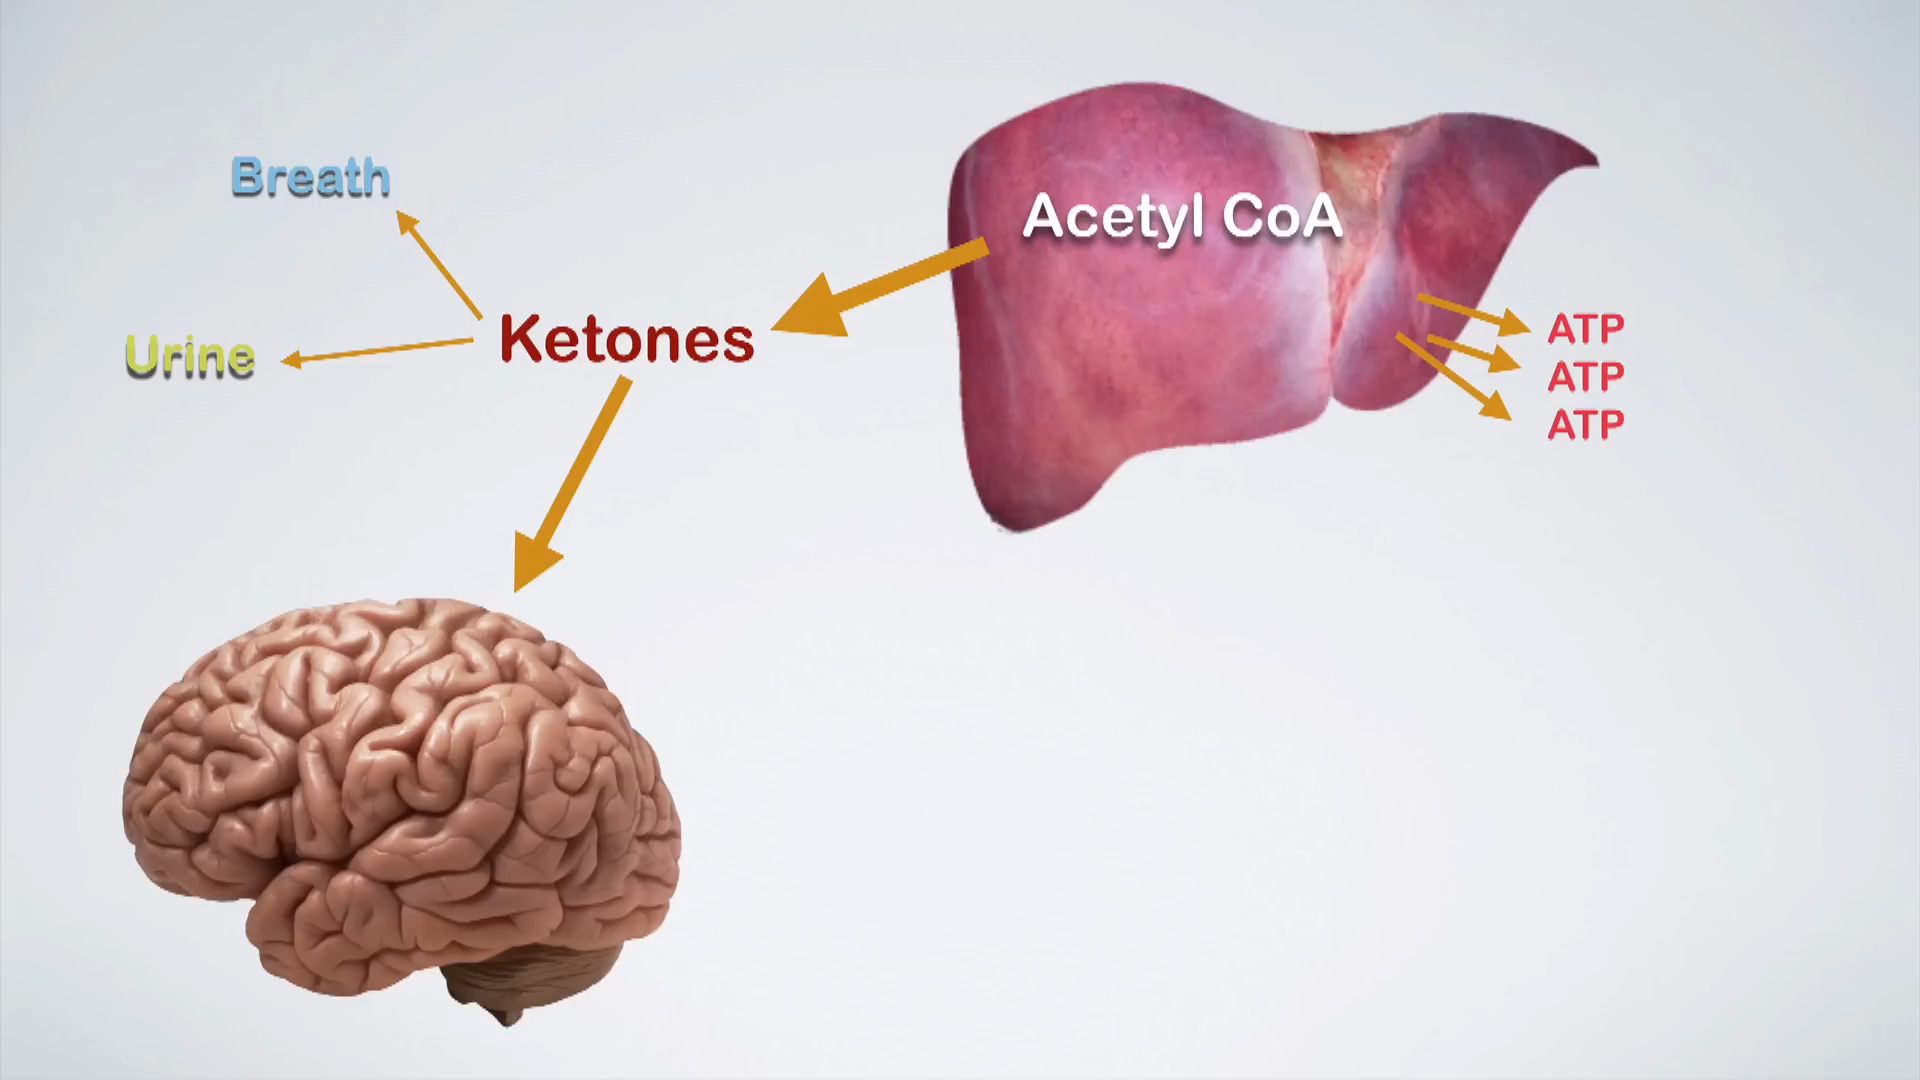 Breath
Acetyl CoA
Urine
Ketones
ATP
ATP
ATP